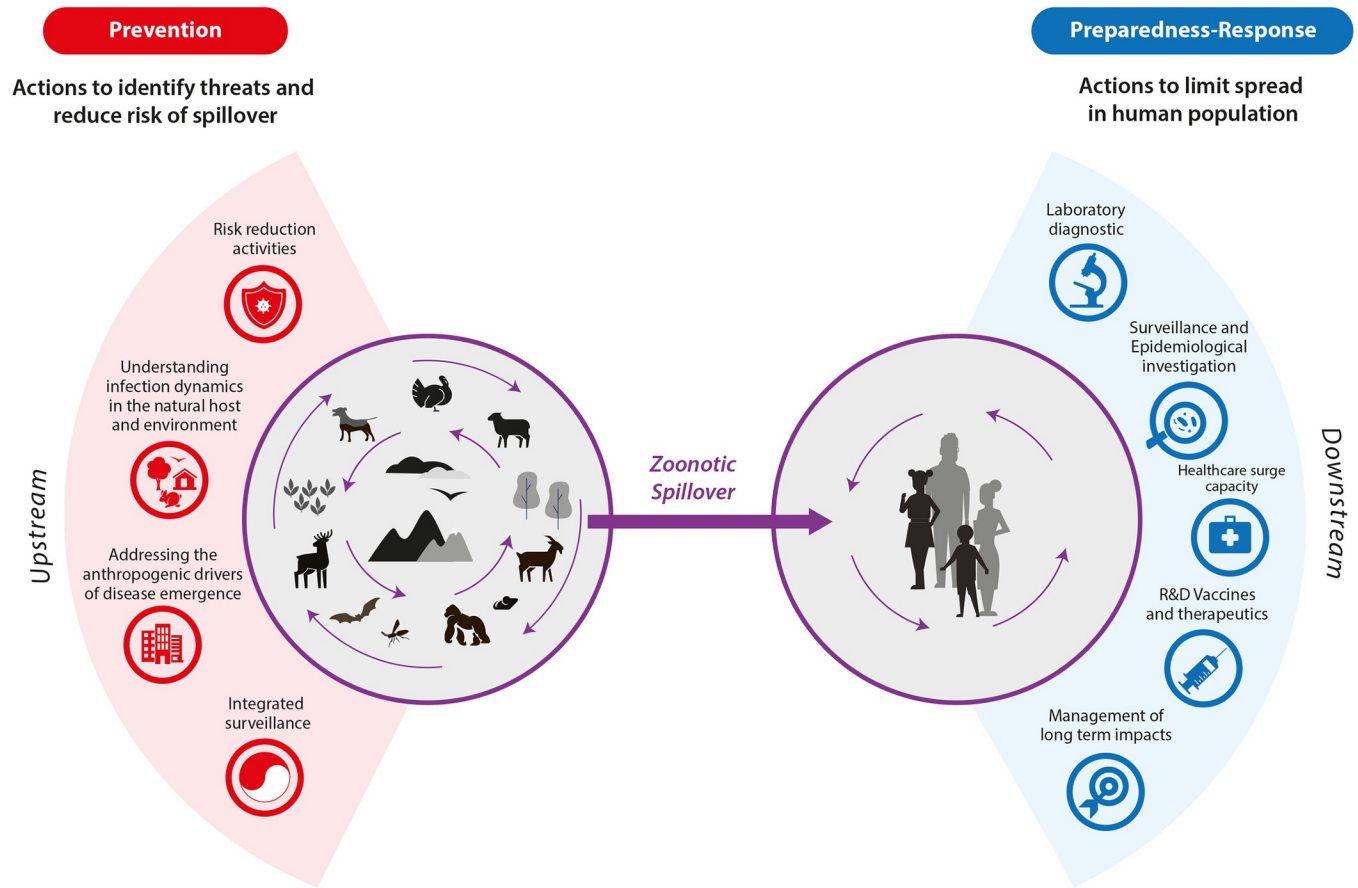 Prevention
Actions to identify threats and
reduce risk of spillover
Upstream
Risk reduction
activities
Understanding
infection dynamics
in the natural host
and environment
Addressing the
anthropogenic drivers
of disease emergence
Integrated
surveillance
Zoonotic
Spillover
Preparedness-Response
Actions to limit spread
in human population
Laboratory
diagnostic
Surveillance and
Epidemiological
investigation
Healthcare surge
capacity
R&D Vaccines
and therapeutics
Management of
long term impacts
Downstream